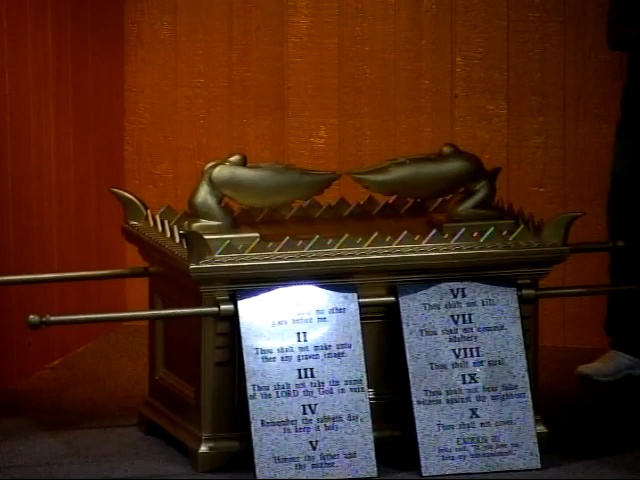 no other
gods before me.
II
Thou shalt not make unto
thee any graven image.
III
Thou shalt not take the name
of the LORD thy God in vain
IV
Remember the sabbath day,
to keep it holy.
V
Honour thy father and
thy mother.
VI
Thou shalt not kill.
VII
Thou shalt not commit
adultery.
VIII
Thou shalt not steal.
IX
Thou shalt not bear false
witness against thy neighbour.
X
Thou shalt not covet.
EXODUS